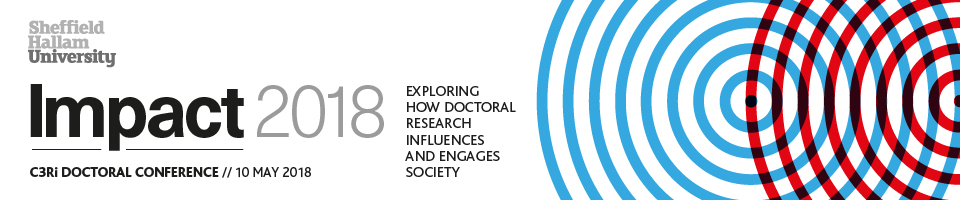 Sheffield
Hallam
University
Impact 2018
C3Ri DOCTORAL CONFERENCE // 10 MAY 2018
EXPLORING
HOW DOCTORAL
RESEARCH
INFLUENCES
AND ENGAGES
SOCIETY